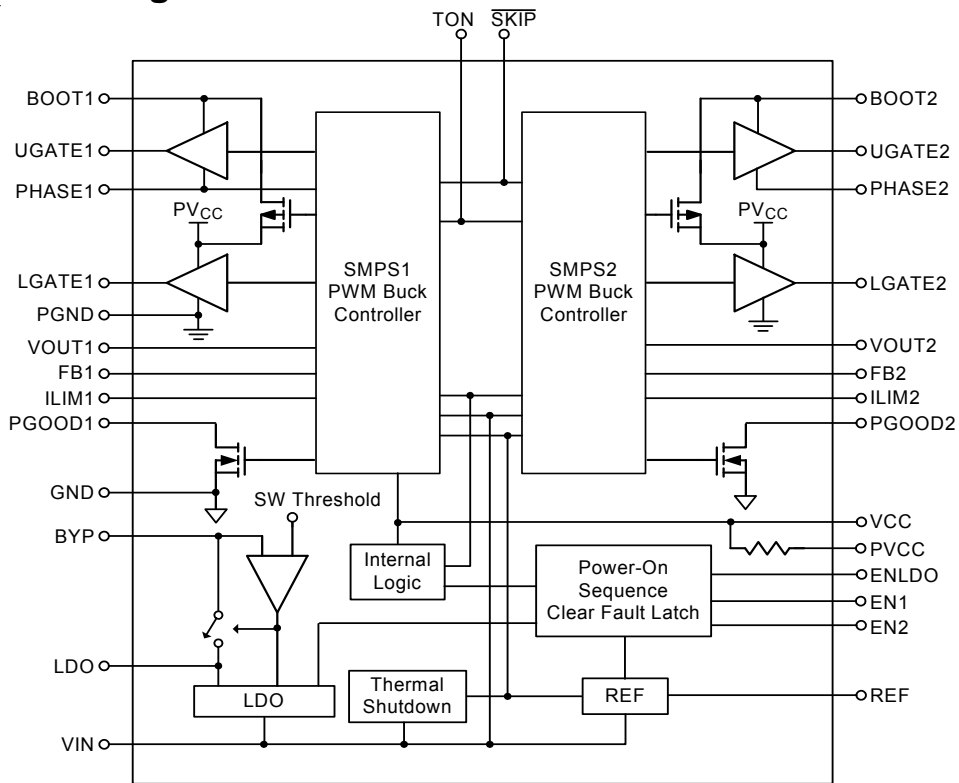 TON
SKIP
BOOT1
UGATE1
PHASE1
PVCC
LGATE1
PGND
VOUT1
FB1
ILIM1
PGOOD1
GND
BYP
LDO
VIN
SMPS1
PWM Buck
Controller
SMPS2
PWM Buck
Controller
SW Threshold
Internal
Logic
Power-On
Sequence
Clear Fault Latch
LDO
Thermal
Shutdown
REF
BOOT2
UGATE2
PHASE2
PVCC
LGATE2
VOUT2
FB2
ILIM2
PGOOD2
VCC
PVCC
ENLDO
EN1
EN2
REF